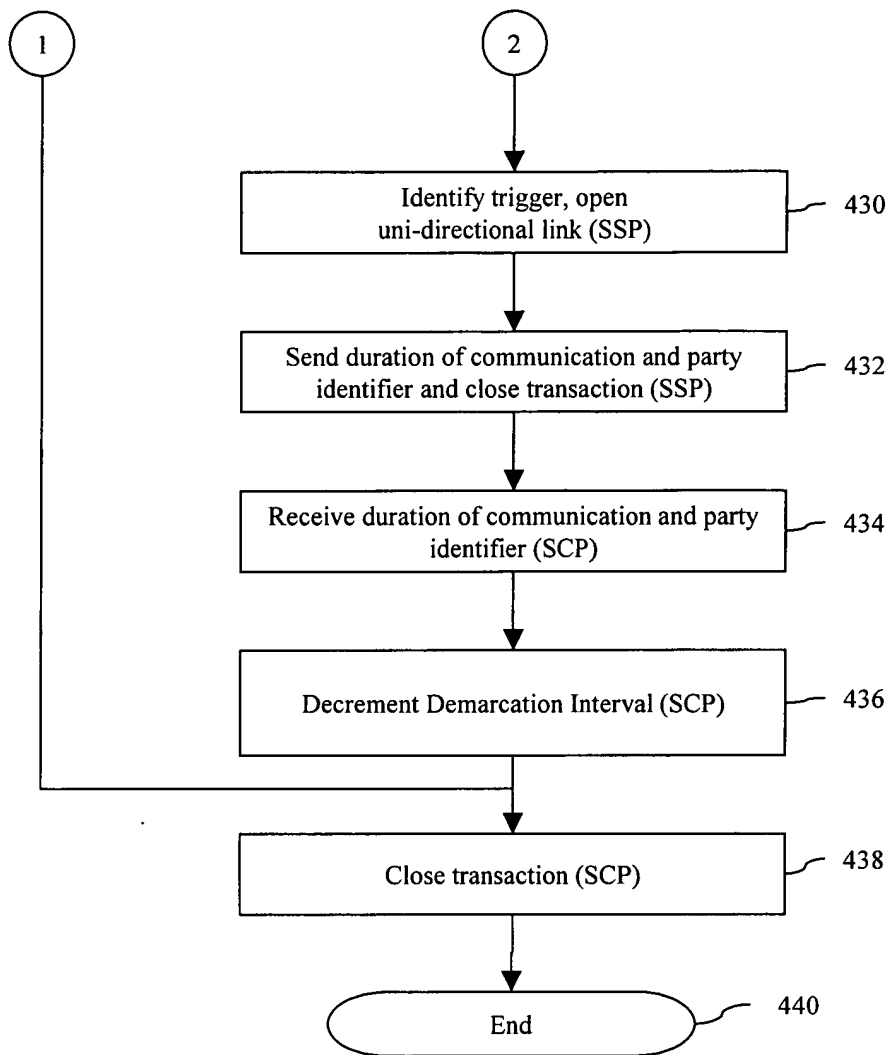 1
2
Identify trigger, open
uni-directional link (SSP)
430
Send duration of communication and party
identifier and close transaction (SSP)
432
Receive duration of communication and party
identifier (SCP)
434
Decrement Demarcation Interval (SCP)
436
Close transaction (SCP)
438
End
440